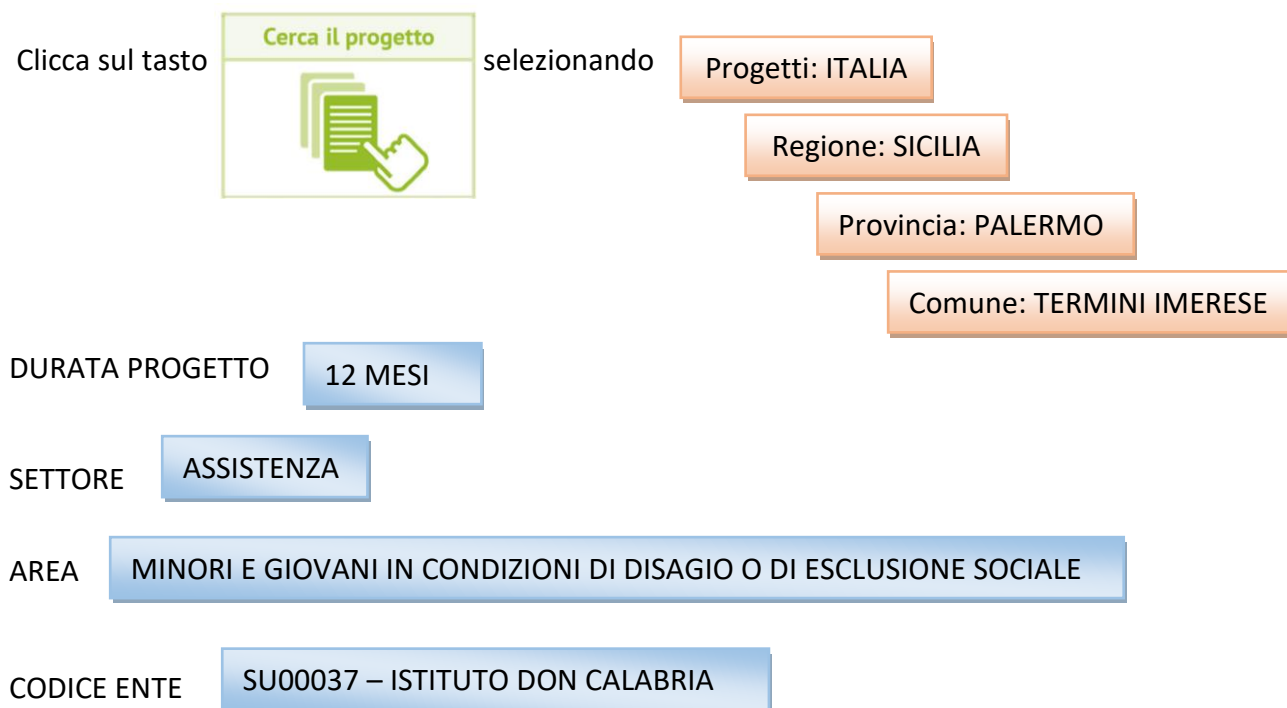 Clicca sul tasto
Cerca il progetto
selezionando
Progetti: ITALIA
Regione: SICILIA
Provincia: PALERMO
Comune: TERMINI IMERESE
DURATA PROGETTO
12 MESI
SETTORE
ASSISTENZA
AREA
MINORI E GIOVANI IN CONDIZIONI DI DISAGIO O DI ESCLUSIONE SOCIALE
CODICE ENTE
SU00037 – ISTITUTO DON CALABRIA